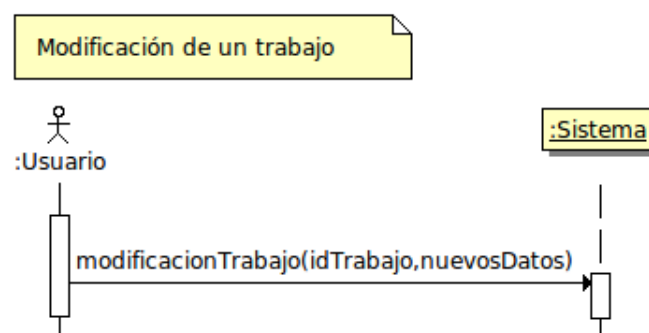 Modificación de un trabajo
:Usuario
:Sistema
modificacionTrabajo(idTrabajo,nuevosDatos)